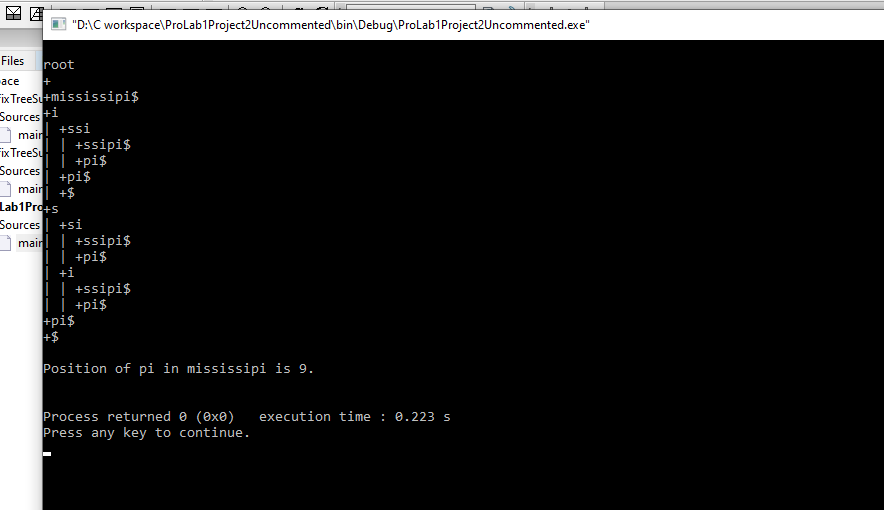 "D:\C workspace\ProLab1Project2Uncommented\bin\Debug\ProLab1Project2Uncommented.exe"
Files
ace
fixTreeSu
Sources
main
fixTreeSu
Sources
main
Lab1Pro
Sources
main
root
+
+mississipi$
+i
| +ssi
| | +ssipi$
| | +pi$
| +pi$
| +$
+s
| +si
| | +ssipi$
| | +pi$
| +i
| | +ssipi$
| | +pi$
+pi$
+$
Position of pi in mississipi is 9.
Process returned 0 (0x0)   execution time : 0.223 s
Press any key to continue.